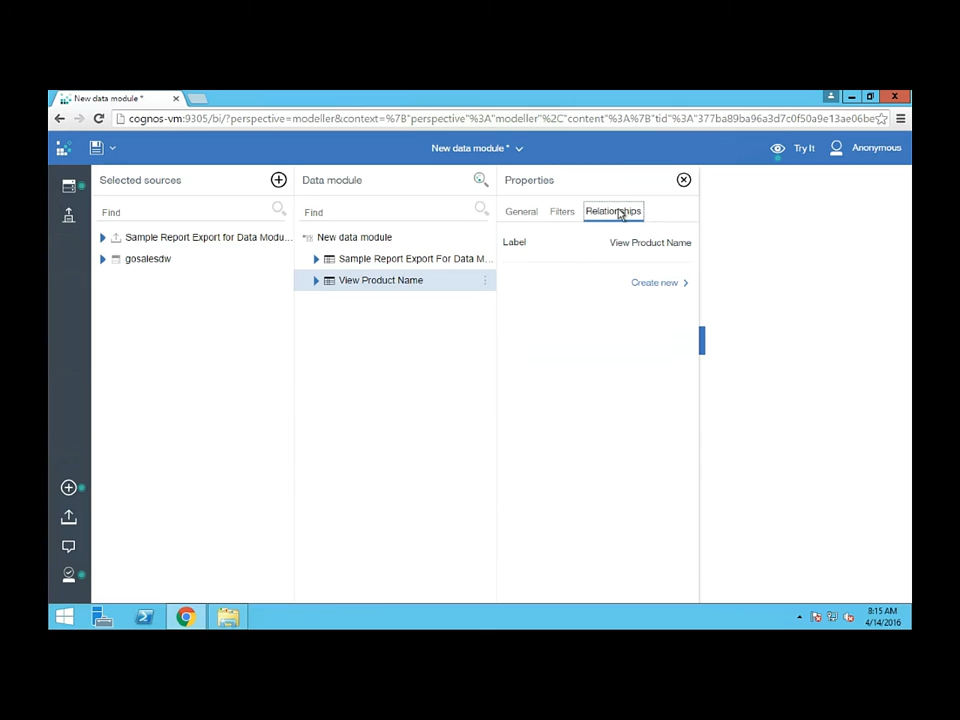 New data module *
cognos-vm:9305/bi/?perspective=modeller&context=%7B"perspective"%3A"modeller"%2C"content"%3A%7B"tid"%3A"377ba89ba96a3d7c0f50a9e13ae06be
New data module *
Try It
Anonymous
Selected sources
Data module
Properties
Find
Find
General
Filters
Relationships
Sample Report Export for Data Modu...
New data module
Label
View Product Name
gosalesdw
Sample Report Export For Data M...
View Product Name
Create new
8:15 AM
4/14/2016